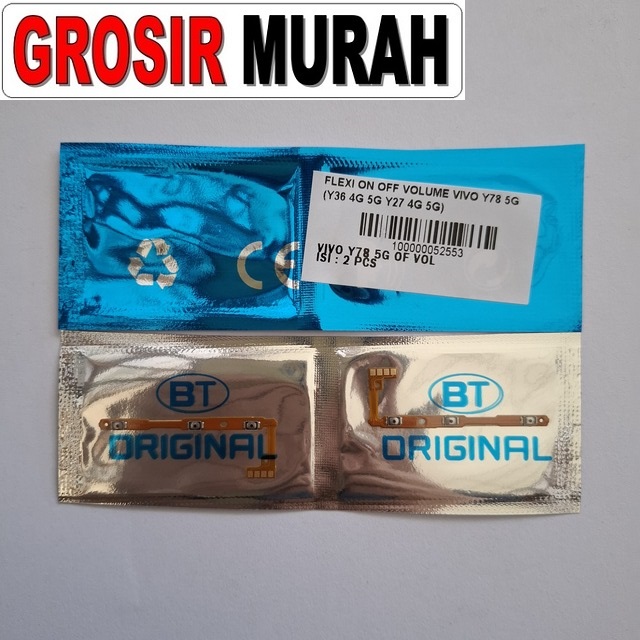 GROSIR MURAH
FLEXI ON OFF VOLUME VIVO Y78 5G
(Y36 4G 5G Y27 4G 5G)
100000052553
VIVO Y78 5G OF VOL
ISI : 2 PCS
CE
BT
ORIGINAL
BT
ORIGINAL